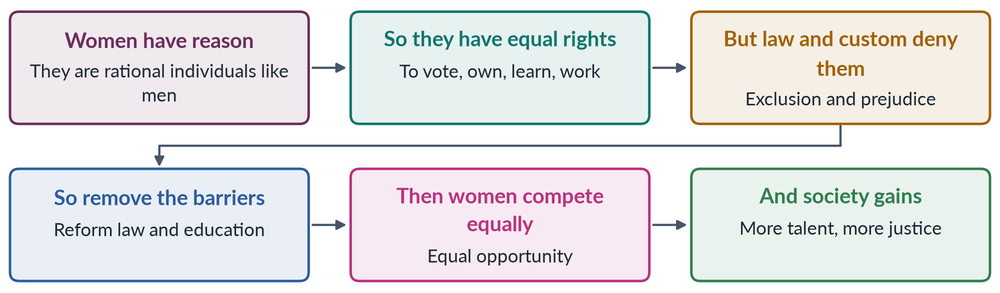 Women have reason
They are rational individuals like
men
So they have equal rights
To vote, own, learn, work
But law and custom deny
them
Exclusion and prejudice
So remove the barriers
Reform law and education
Then women compete
equally
Equal opportunity
And society gains
More talent, more justice